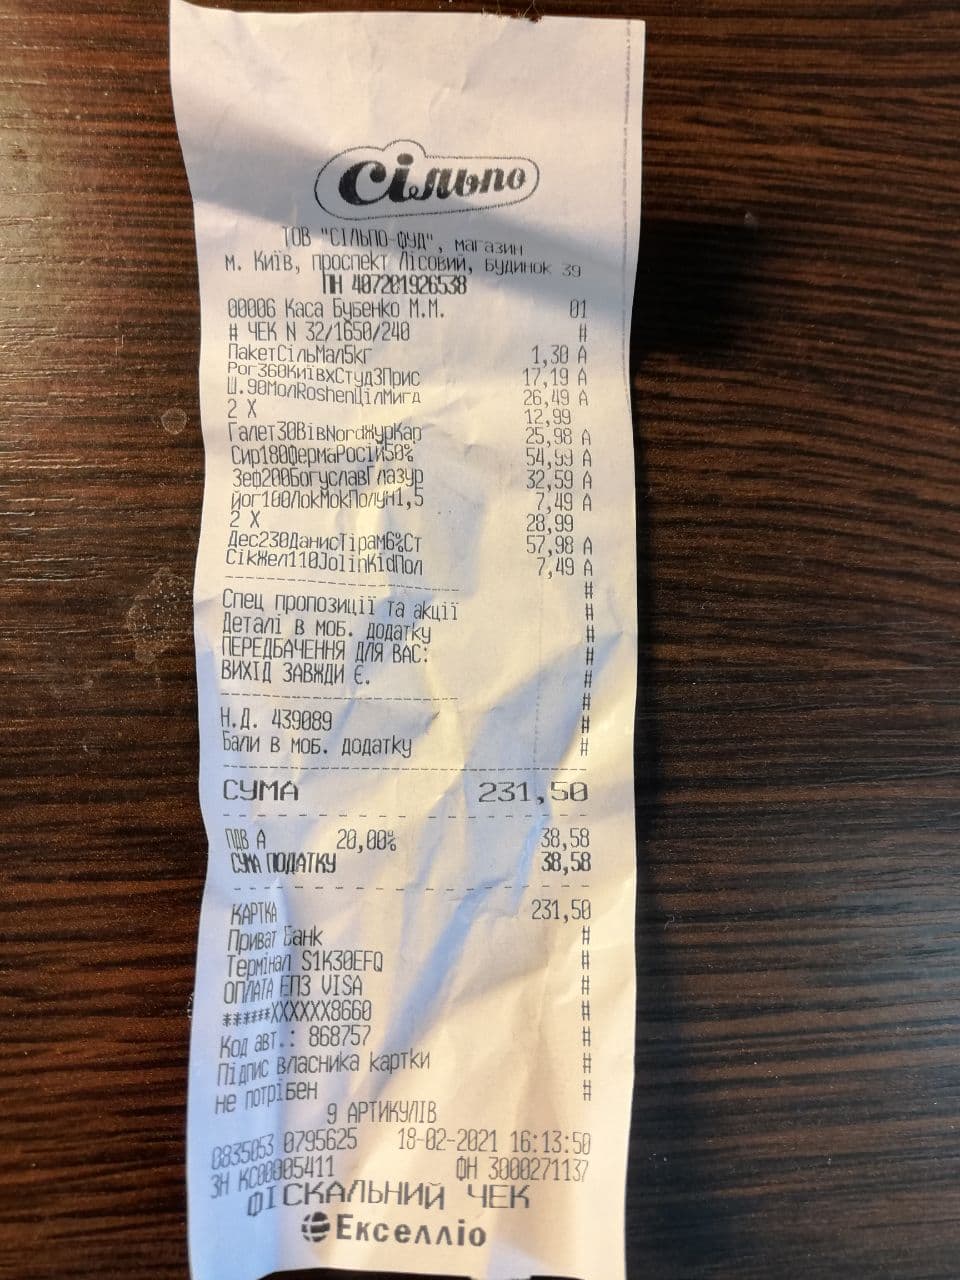 Сільпо
ТОВ "СІЛЬПО-ФУД", магазин
м. Київ, проспект Лісовий, будинок 39
ПН 407201926538
00006 Каса Бубенко М.М. 01
# ЧЕК N 32/1650/240 #
ПакетСільМал5кг 1,30 А
Рог360КиївхСтудЗПрис 17,19 А
Ш.90МолRoshenЦілМигд 26,49 А
2 X 12,99
Галет30ВівNordжурКар 25,98 А
Сир180ФермаРосій50% 54,99 А
Зеф200БогуславГлазур 32,59 А
йог100ЛокМокПолун1,5 7,49 А
2 X 28,99
Дес230ДанисТірам6%Ст 57,98 А
СікЖел110JolinKidПол 7,49 А
#
Спец пропозиції та акції #
Деталі в моб. додатку #
ПЕРЕДБАЧЕННЯ ДЛЯ ВАС: #
ВИХІД ЗАВЖДИ Є. #
#
Н.Д. 439089 #
Бали в моб. додатку #
СУМА 231,50
ПДВ А 20,00% 38,58
СУМА ПОДАТКУ 38,58
КАРТКА 231,50
Приват Банк #
Термінал S1K30EFQ #
ОПЛАТА ЕПЗ VISA #
******XXXXXX8660 #
Код авт.: 868757 #
Підпис власника картки #
не потрібен #
9 АРТИКУЛІВ
0835053 0795625 18-02-2021 16:13:50
ЗН КС00005411 ФН 3000271137
ФІСКАЛЬНИЙ ЧЕК
Екселліо